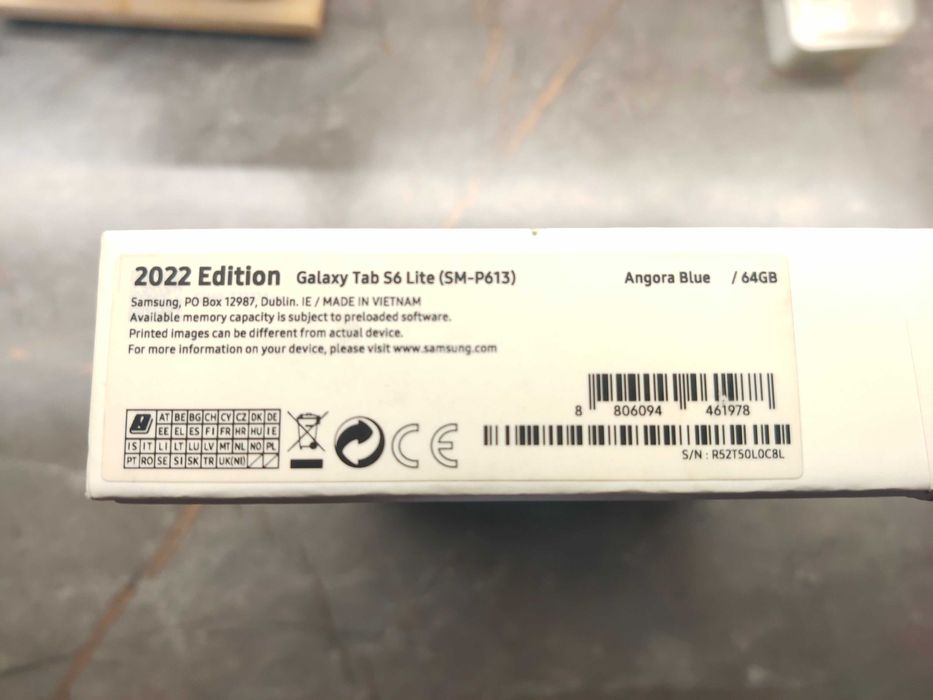 2022 Edition Galaxy Tab S6 Lite (SM-P613) Angora Blue / 64GB
Samsung, PO Box 12987, Dublin. IE / MADE IN VIETNAM
Available memory capacity is subject to preloaded software.
Printed images can be different from actual device.
For more information on your device, please visit www.samsung.com
8 806094 461978
AT BE BG CH CY CZ DK DE
EE EL ES FI FR HR HU IE
IS IT LI LT LU LV MT NL NO PL
PT RO SE SI SK TR UK(NI)
CE
S/N : R52T50L0C8L